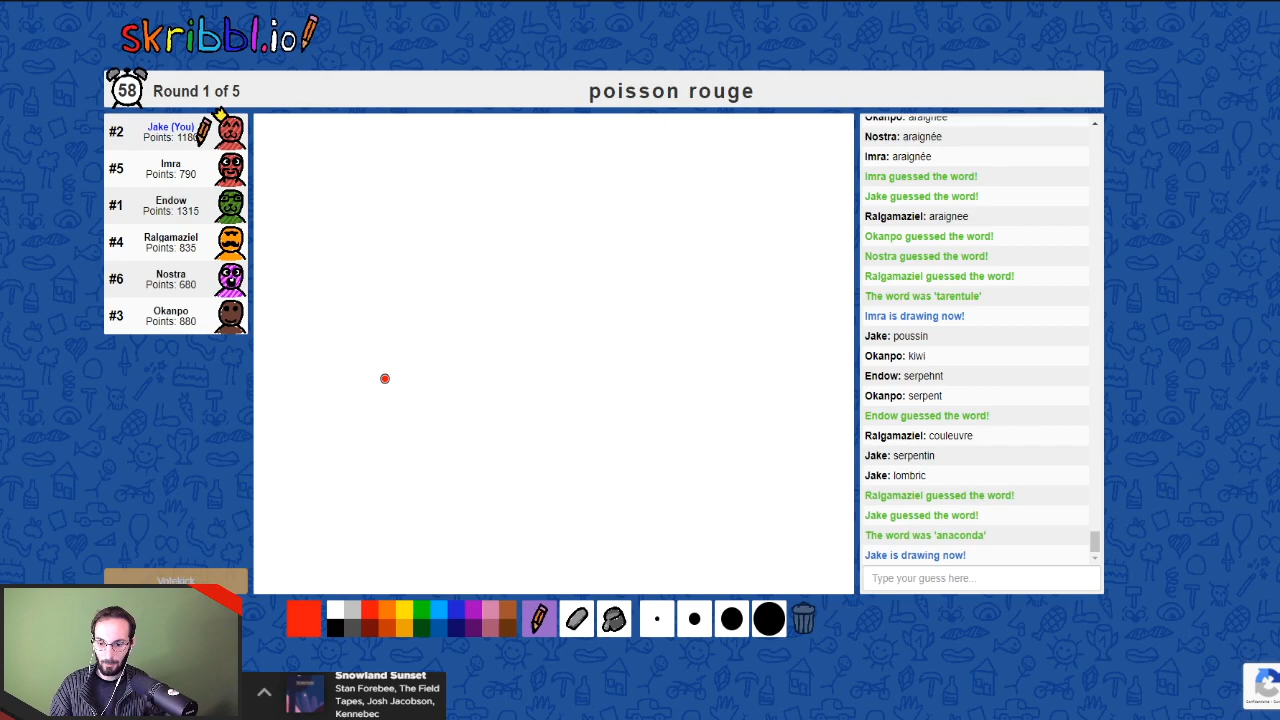 skribbl.io
58
Round 1 of 5
poisson rouge
#2
Jake (You)
Points: 1180
#5
Imra
Points: 790
#1
Endow
Points: 1315
#4
Ralgamaziel
Points: 835
#6
Nostra
Points: 680
#3
Okanpo
Points: 880
Votekick
Okanpo: araignée
Nostra: araignée
Imra: araignée
Imra guessed the word!
Jake guessed the word!
Ralgamaziel: araignee
Okanpo guessed the word!
Nostra guessed the word!
Ralgamaziel guessed the word!
The word was 'tarentule'
Imra is drawing now!
Jake: poussin
Okanpo: kiwi
Endow: serpehnt
Okanpo: serpent
Endow guessed the word!
Ralgamaziel: couleuvre
Jake: serpentin
Jake: lombric
Ralgamaziel guessed the word!
Jake guessed the word!
The word was 'anaconda'
Jake is drawing now!
Type your guess here...
Snowland Sunset
Stan Forebee, The Field
Tapes, Josh Jacobson,
Kennebec